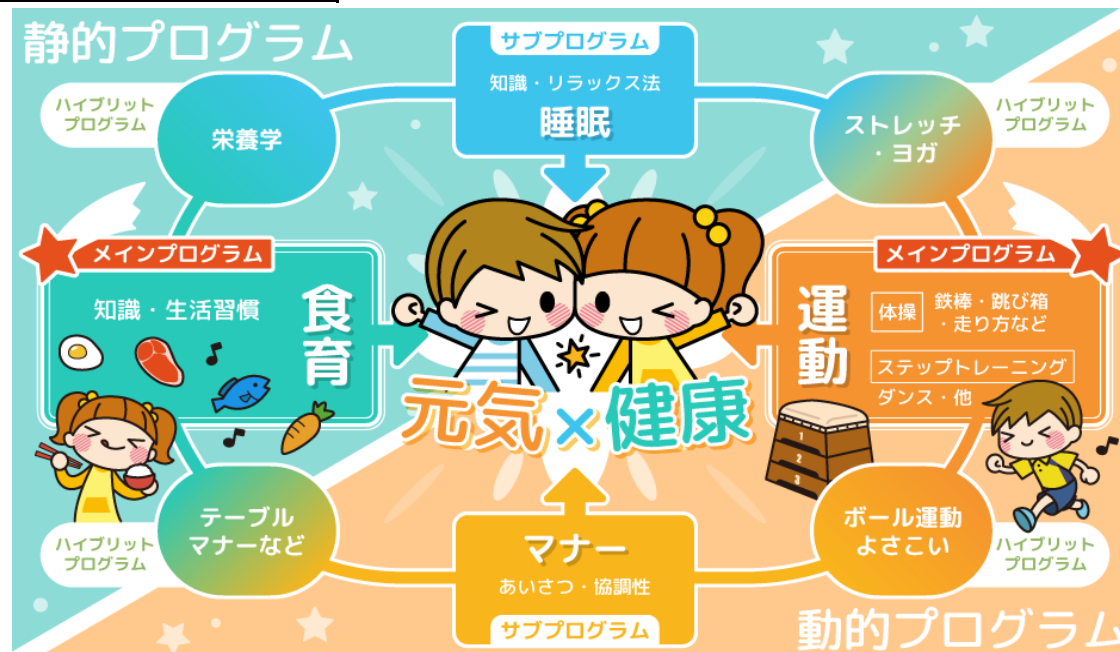 静的プログラム
サブプログラム
知識・リラックス法
睡眠
ハイブリット
プログラム
栄養学
ストレッチ
・ヨガ
ハイブリット
プログラム
メインプログラム
知識・生活習慣
食育
メインプログラム
運動
体操
鉄棒・跳び箱
・走り方など
ステップトレーニング
ダンス・他
元気×健康
1
2
3
テーブル
マナーなど
ハイブリット
プログラム
マナー
あいさつ・協調性
サブプログラム
ボール運動
よさこい
ハイブリット
プログラム
動的プログラム